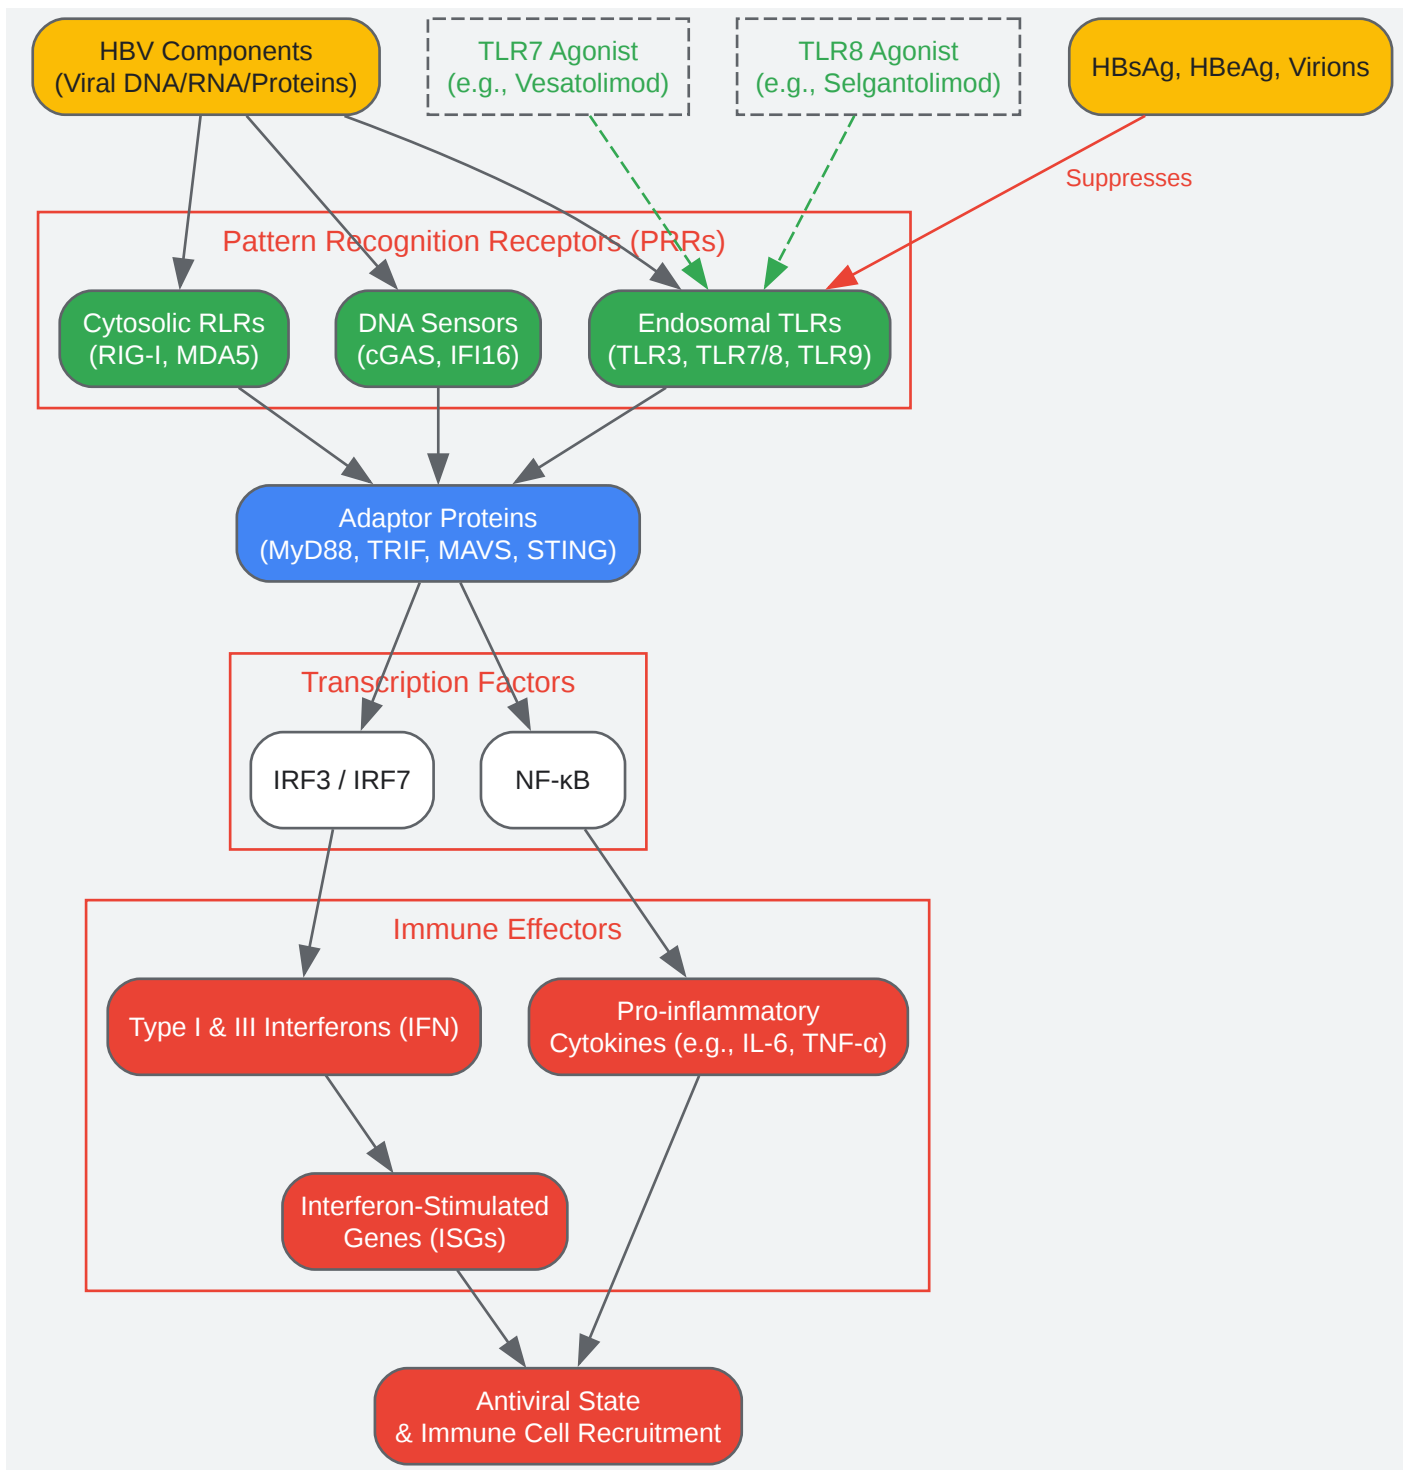 HBV Components
(Viral DNA/RNA/Proteins)
TLR7 Agonist
(e.g., Vesatolimod)
TLR8 Agonist
(e.g., Selgantolimod)
HBsAg, HBeAg, Virions
Suppresses
Pattern Recognition Receptors (PRRs)
Cytosolic RLRs
(RIG-I, MDA5)
DNA Sensors
(cGAS, IFI16)
Endosomal TLRs
(TLR3, TLR7/8, TLR9)
Adaptor Proteins
(MyD88, TRIF, MAVS, STING)
Transcription Factors
IRF3 / IRF7
NF-κB
Immune Effectors
Type I & III Interferons (IFN)
Pro-inflammatory
Cytokines (e.g., IL-6, TNF-α)
Interferon-Stimulated
Genes (ISGs)
Antiviral State
& Immune Cell Recruitment